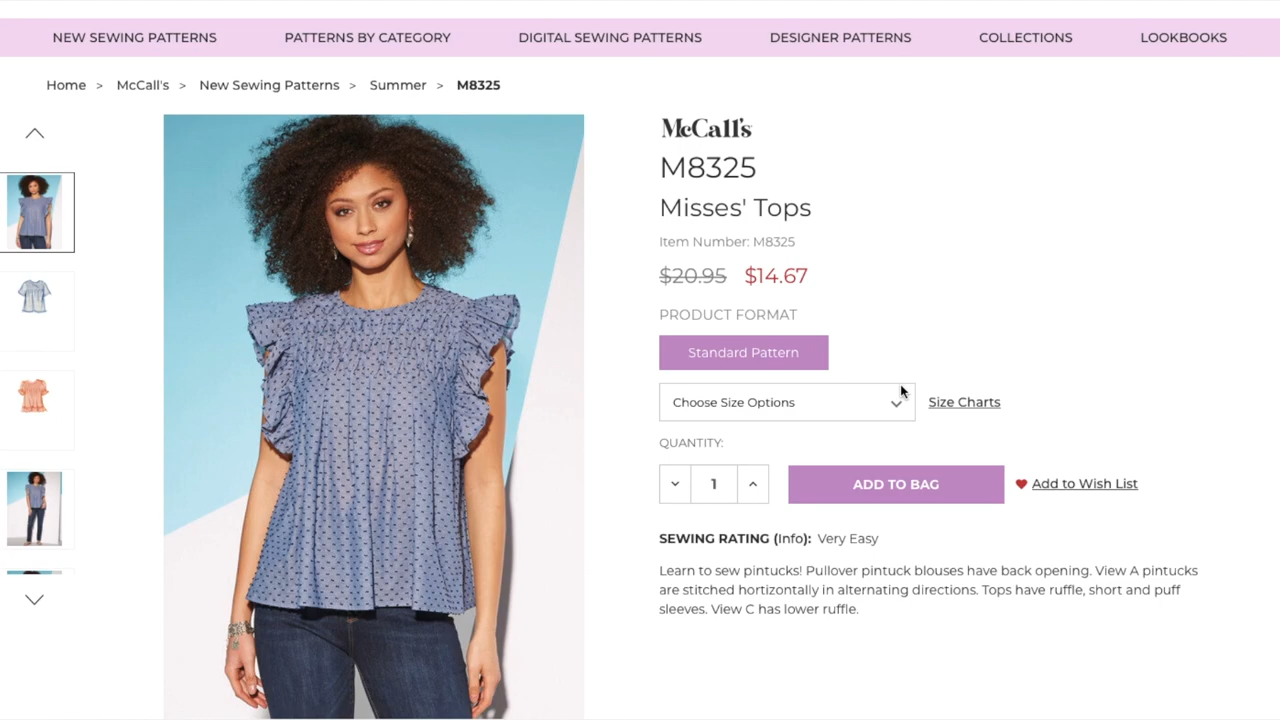 NEW SEWING PATTERNS PATTERNS BY CATEGORY DIGITAL SEWING PATTERNS DESIGNER PATTERNS COLLECTIONS LOOKBOOKS
Home > McCall's > New Sewing Patterns > Summer > M8325
McCall's
M8325
Misses' Tops
Item Number: M8325
$20.95 $14.67
PRODUCT FORMAT
Standard Pattern
Choose Size Options Size Charts
QUANTITY:
1 ADD TO BAG Add to Wish List
SEWING RATING (Info): Very Easy
Learn to sew pintucks! Pullover pintuck blouses have back opening. View A pintucks
are stitched hortizontally in alternating directions. Tops have ruffle, short and puff
sleeves. View C has lower ruffle.